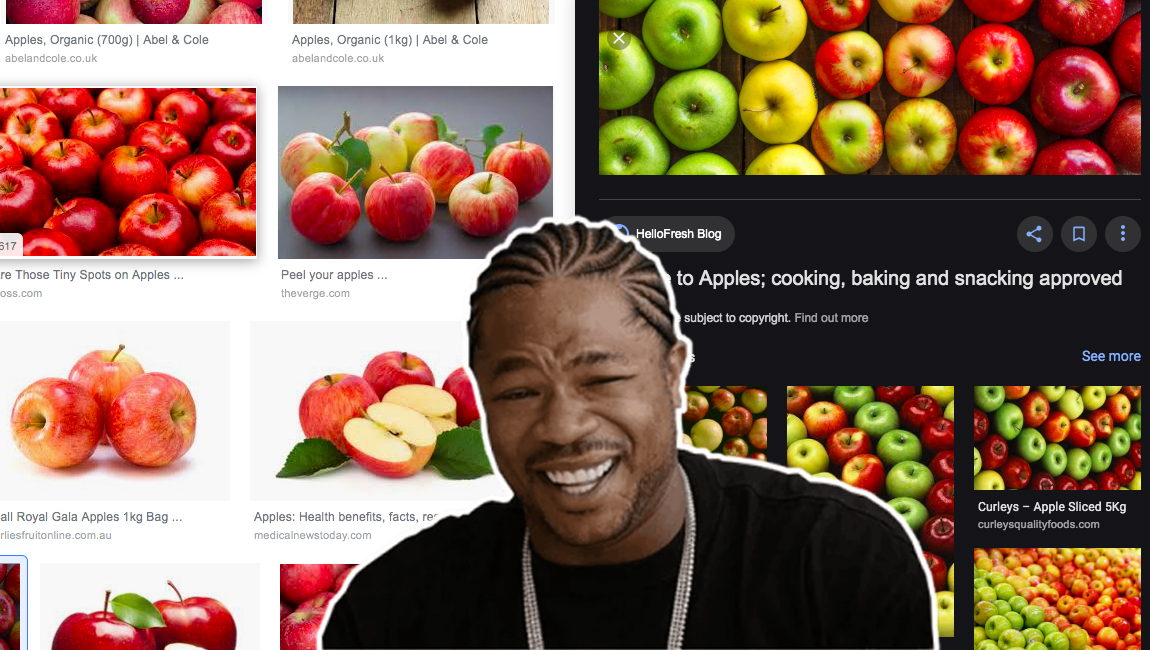 Apples, Organic (700g) | Abel & Cole
abelandcole.co.uk
Apples, Organic (1kg) | Abel & Cole
abelandcole.co.uk
617
re Those Tiny Spots on Apples ...
oss.com
Peel your apples ...
theverge.com
all Royal Gala Apples 1kg Bag ...
rliesfruitonline.com.au
Apples: Health benefits, facts, res
medicalnewstoday.com
HelloFresh Blog
to Apples; cooking, baking and snacking approved
subject to copyright. Find out more
See more
Curleys – Apple Sliced 5Kg
curleysqualityfoods.com